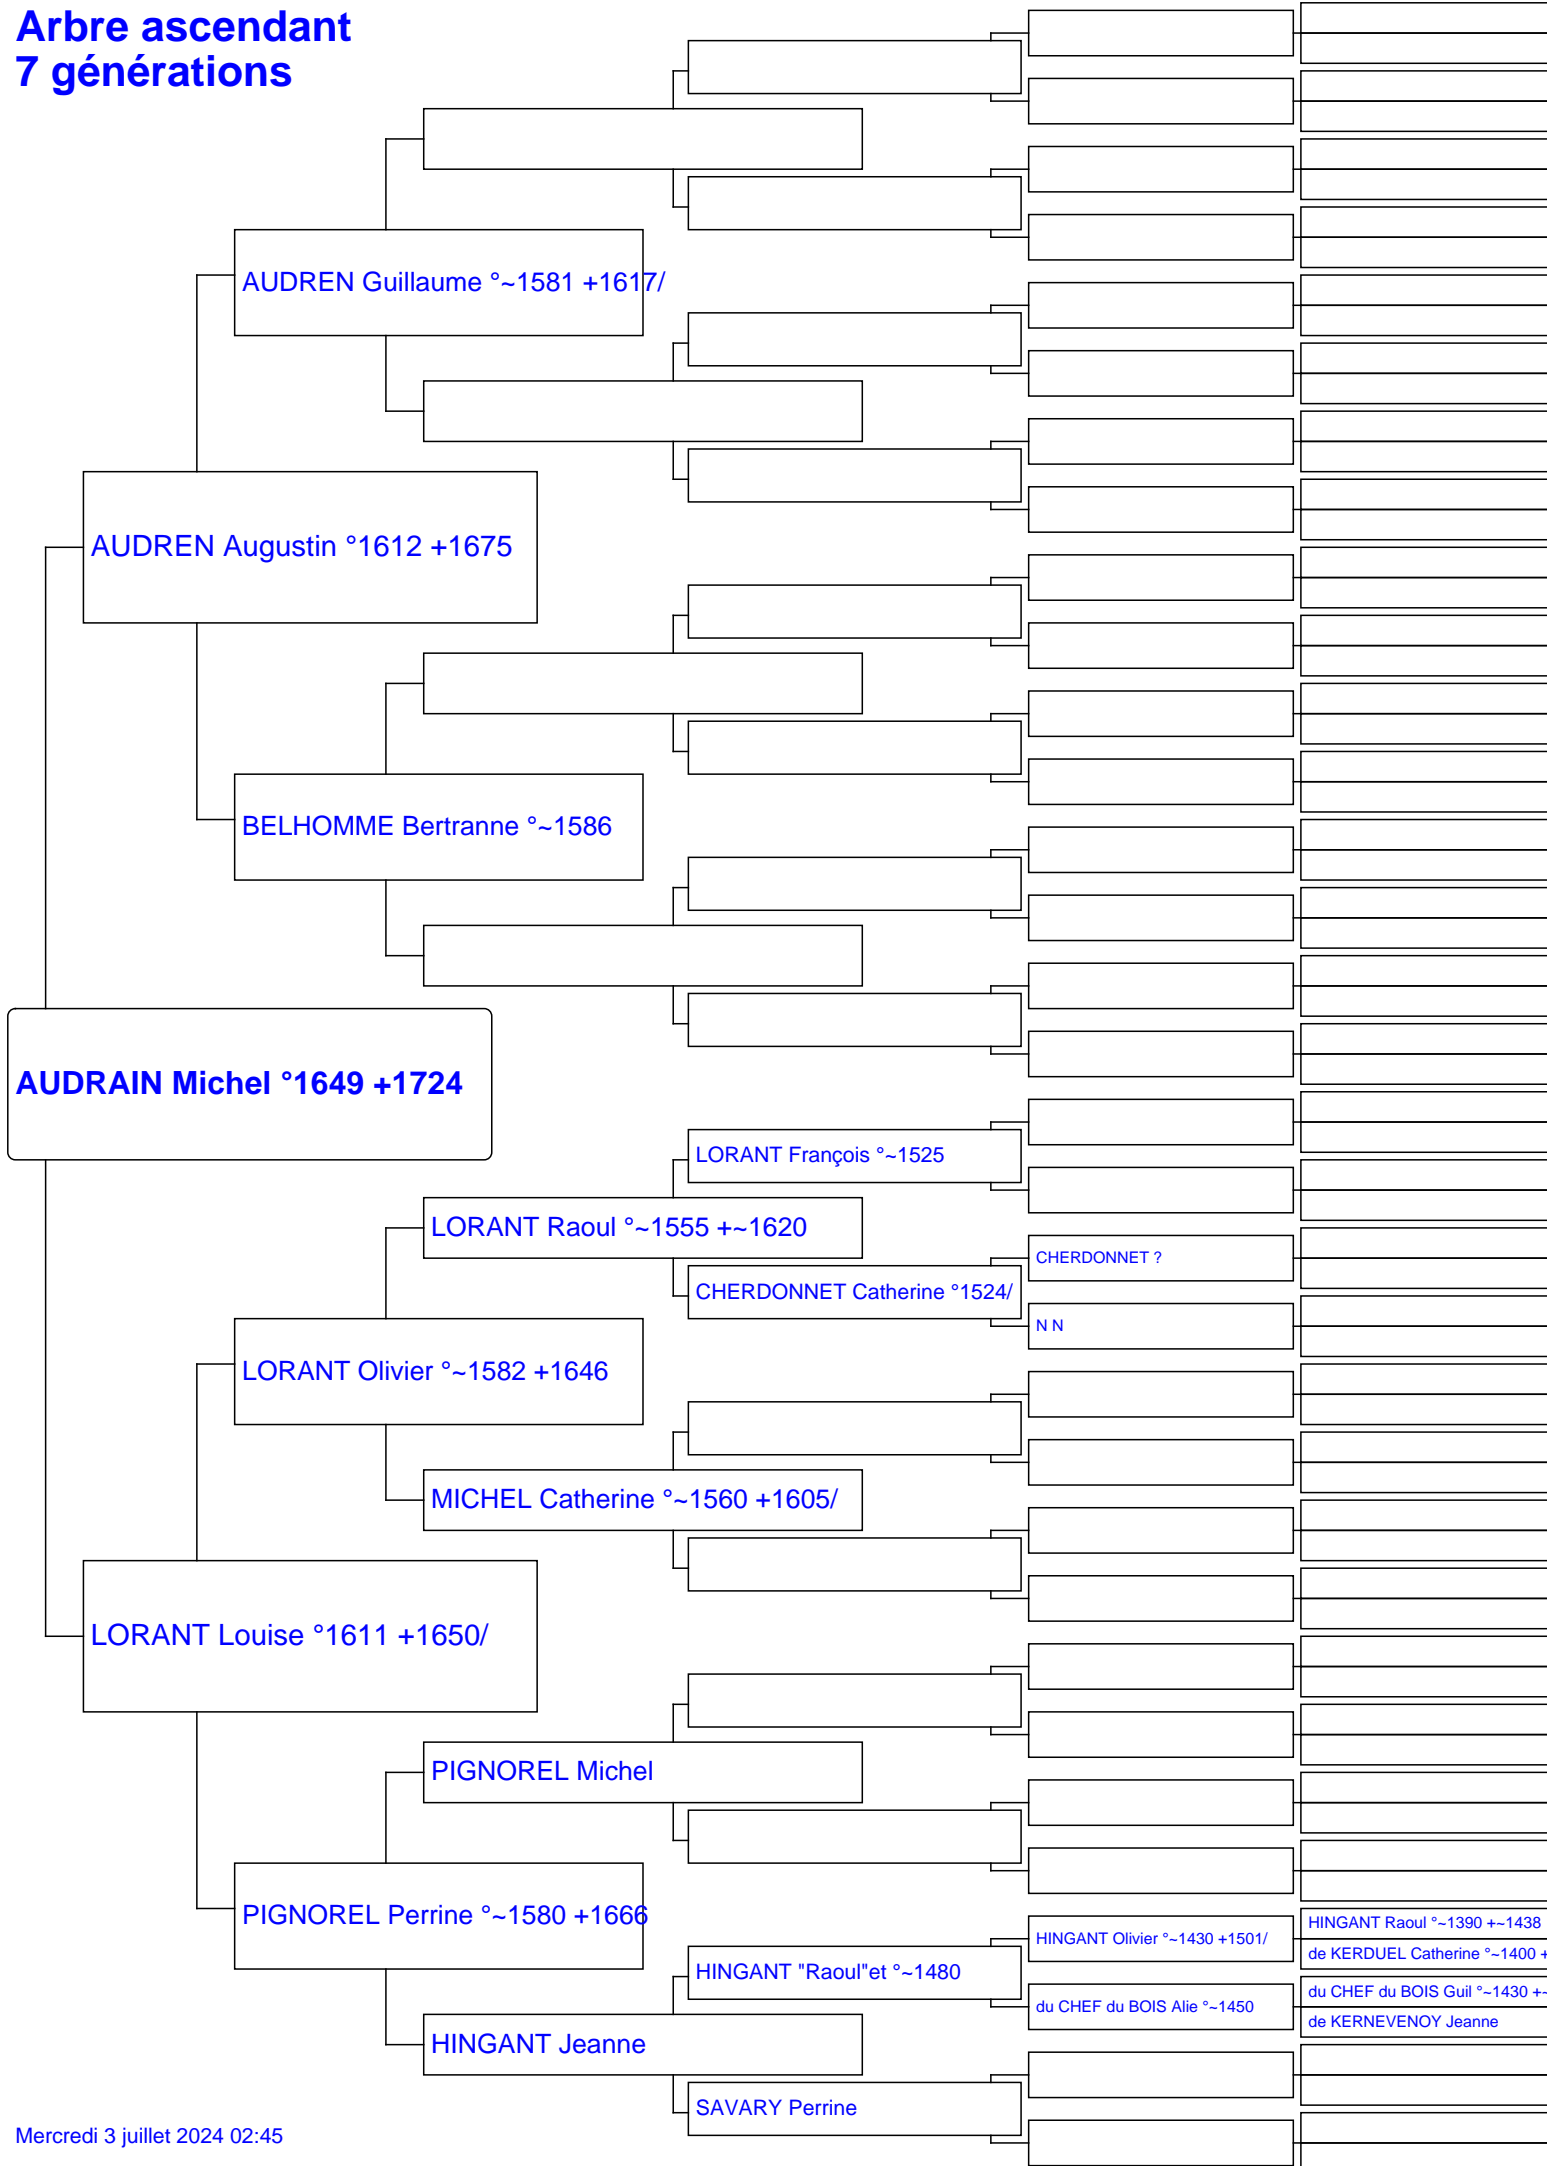 Arbre ascendant
7 générations
AUDREN Guillaume °~1581 +1617/
AUDREN Augustin °1612 +1675
BELHOMME Bertranne °~1586
AUDRAIN Michel °1649 +1724
LORANT François °~1525
LORANT Raoul °~1555 +~1620
CHERDONNET ?
CHERDONNET Catherine °1524/
N N
LORANT Olivier °~1582 +1646
MICHEL Catherine °~1560 +1605/
LORANT Louise °1611 +1650/
PIGNOREL Michel
PIGNOREL Perrine °~1580 +1666
HINGANT Raoul °~1390 +~1438
HINGANT Olivier °~1430 +1501/
de KERDUEL Catherine °~1400 +
HINGANT "Raoul"et °~1480
du CHEF du BOIS Guil °~1430 +~
du CHEF du BOIS Alie °~1450
de KERNEVENOY Jeanne
HINGANT Jeanne
SAVARY Perrine
Mercredi 3 juillet 2024 02:45